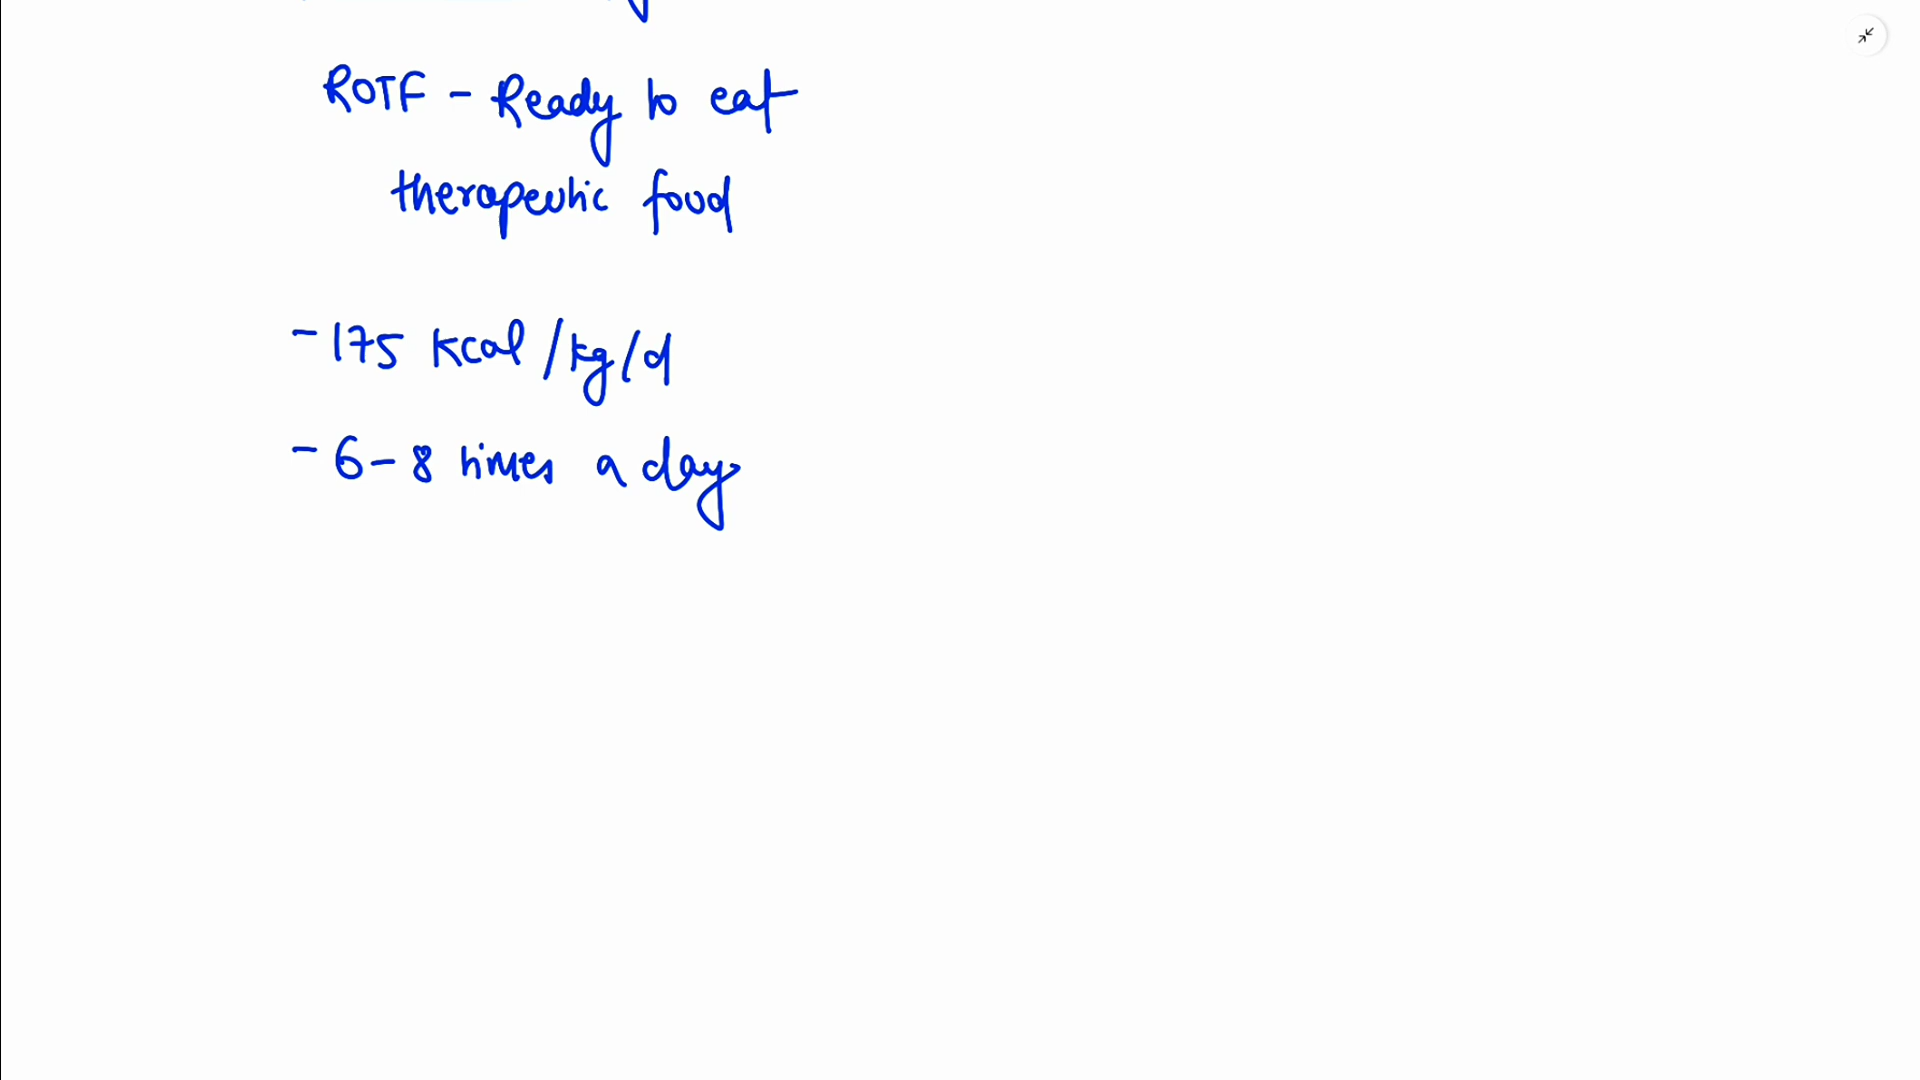 ROTF - Ready to eat
therapeutic food
- 175 Kcal/kg/d
- 6-8 times a day